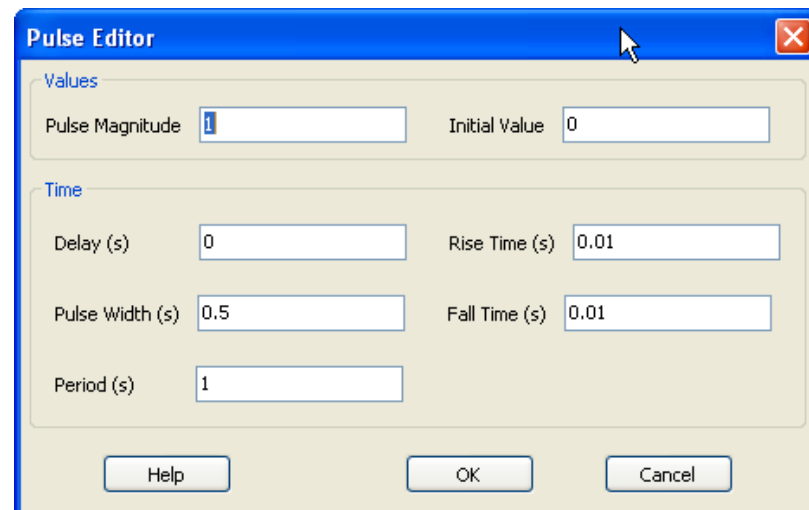 Pulse Editor
Values
Pulse Magnitude 1 Initial Value 0
Time
Delay (s) 0 Rise Time (s) 0.01
Pulse Width (s) 0.5 Fall Time (s) 0.01
Period (s) 1
Help OK Cancel